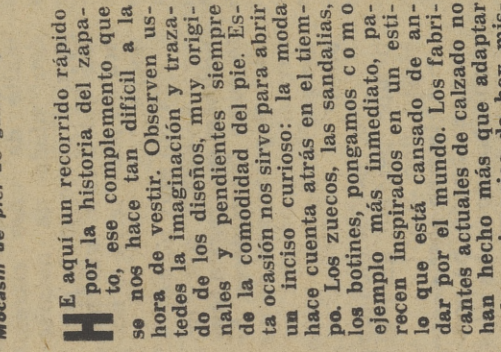 Mocasín de piel de
HE aquí un recorrido rápido
por la historia del zapa-
to, ese complemento que
se nos hace tan difícil a la
hora de vestir. Observen us-
tedes la imaginación y traza-
do de los diseños, muy origi-
nales y pendientes siempre
de la comodidad del pie. Es-
ta ocasión nos sirve para abrir
un inciso curioso: la moda
hace cuenta atrás en el tiem-
po. Los zuecos, las sandalias,
los botines, pongamos como
ejemplo más inmediato, pa-
recen inspirados en un esti-
lo que está cansado de an-
dar por el mundo. Los fabri-
cantes actuales de calzado no
han hecho más que adaptar